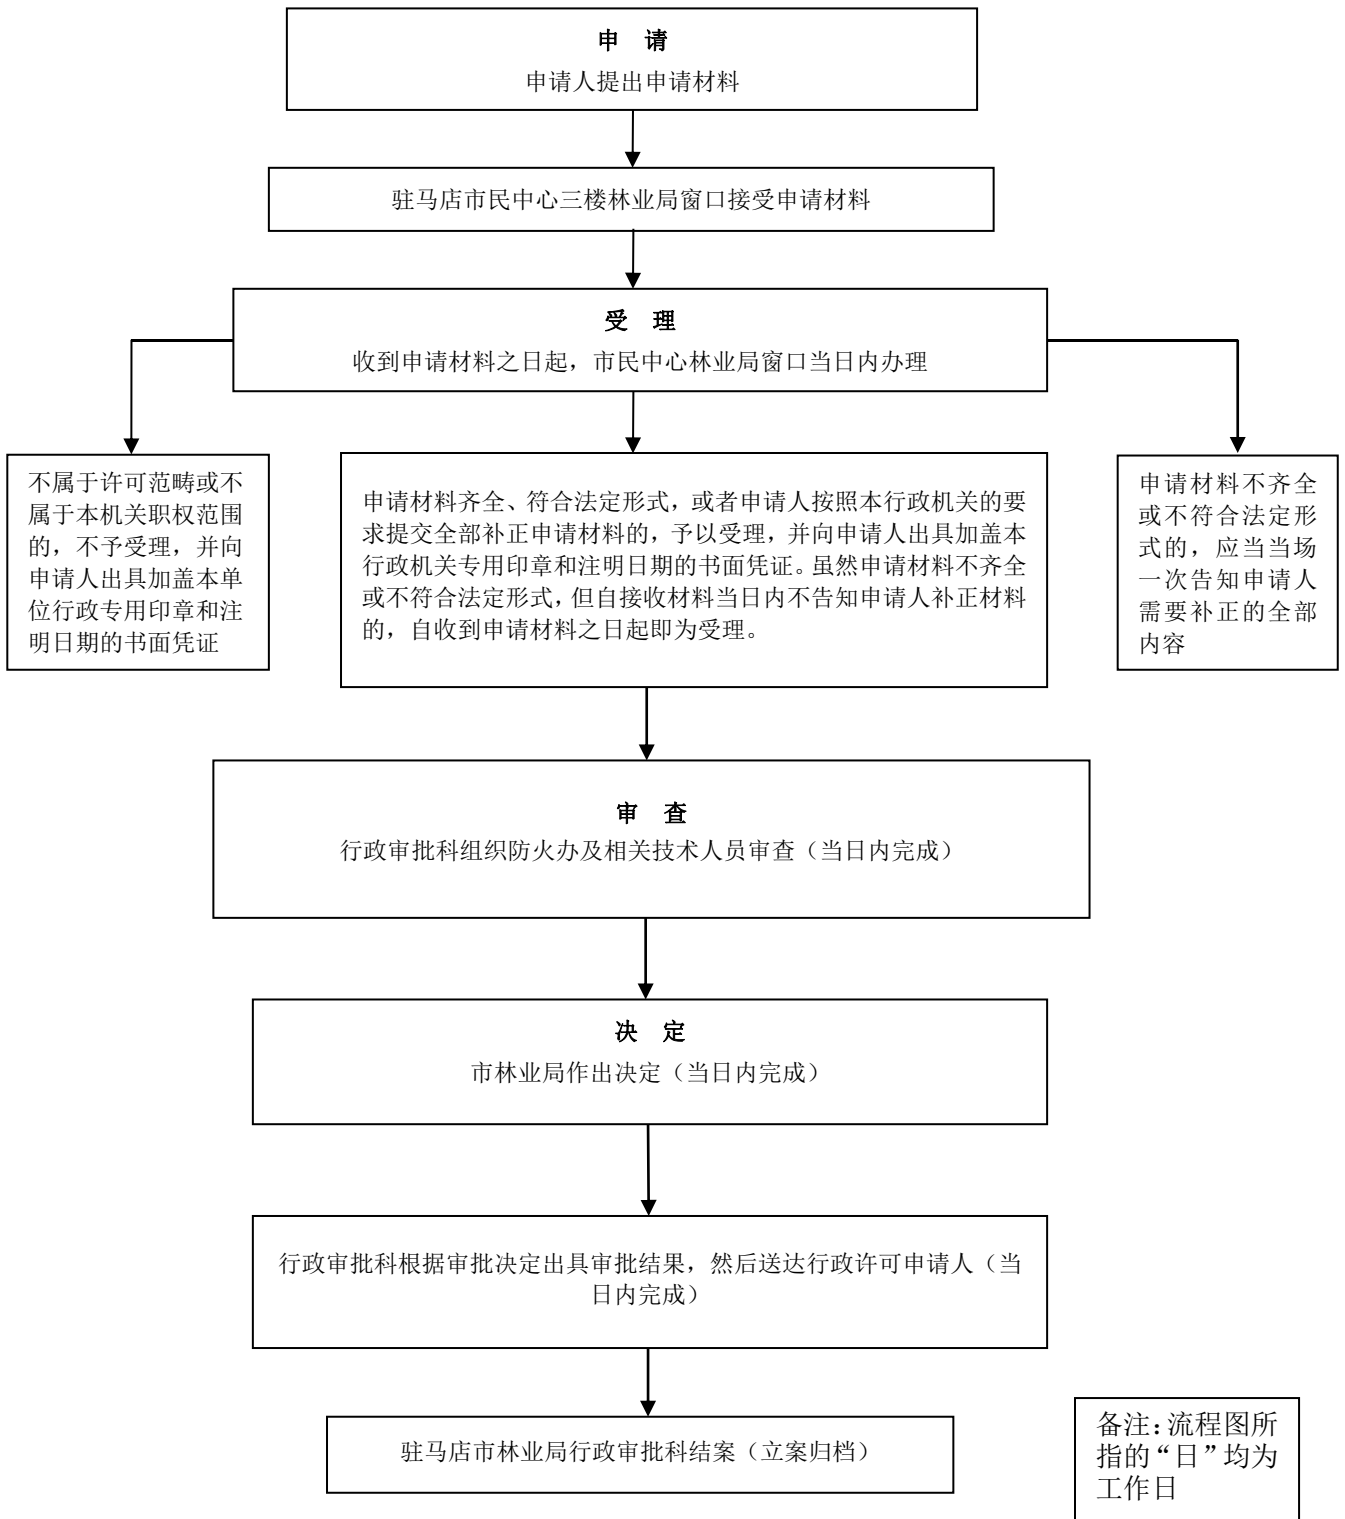 申 请
申请人提出申请材料
驻马店市民中心三楼林业局窗口接受申请材料
受 理
收到申请材料之日起，市民中心林业局窗口当日内办理
不属于许可范畴或不
属于本机关职权范围
的，不予受理，并向
申请人出具加盖本单
位行政专用印章和注
明日期的书面凭证
申请材料齐全、符合法定形式，或者申请人按照本行政机关的要
求提交全部补正申请材料的，予以受理，并向申请人出具加盖本
行政机关专用印章和注明日期的书面凭证。虽然申请材料不齐全
或不符合法定形式，但自接收材料当日内不告知申请人补正材料
的，自收到申请材料之日起即为受理。
申请材料不齐全
或不符合法定形
式的，应当当场
一次告知申请人
需要补正的全部
内容
审 查
行政审批科组织防火办及相关技术人员审查（当日内完成）
决 定
市林业局作出决定（当日内完成）
行政审批科根据审批决定出具审批结果，然后送达行政许可申请人（当
日内完成）
驻马店市林业局行政审批科结案（立案归档）
备注：流程图所
指的“日”均为
工作日